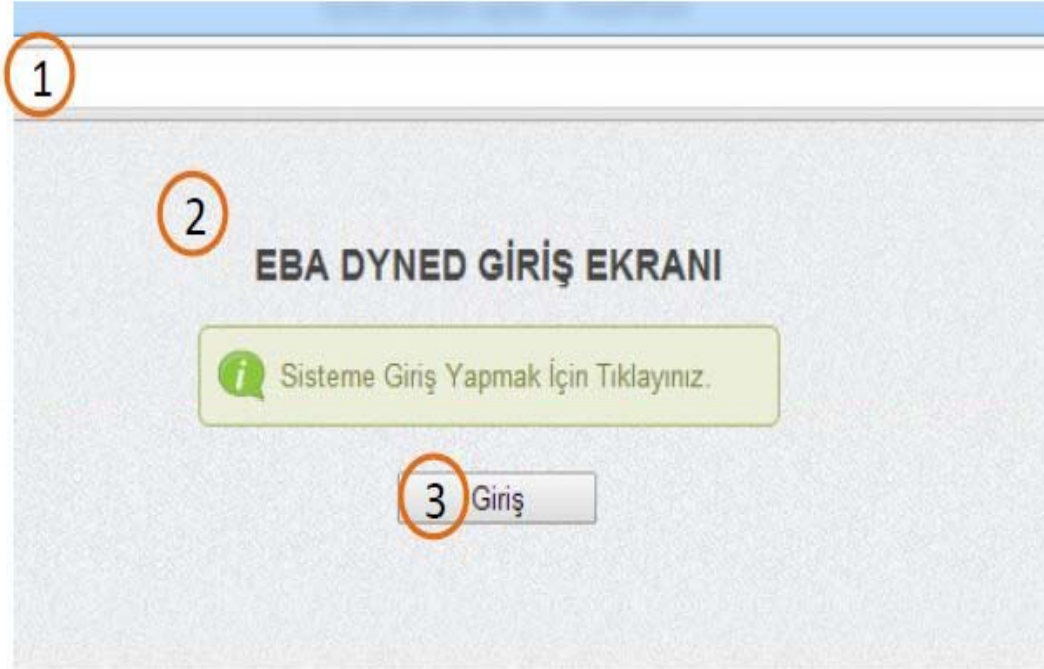 1
2
EBA DYNED GİRİŞ EKRANI
Sisteme Giriş Yapmak İçin Tıklayınız.
3 Giriş